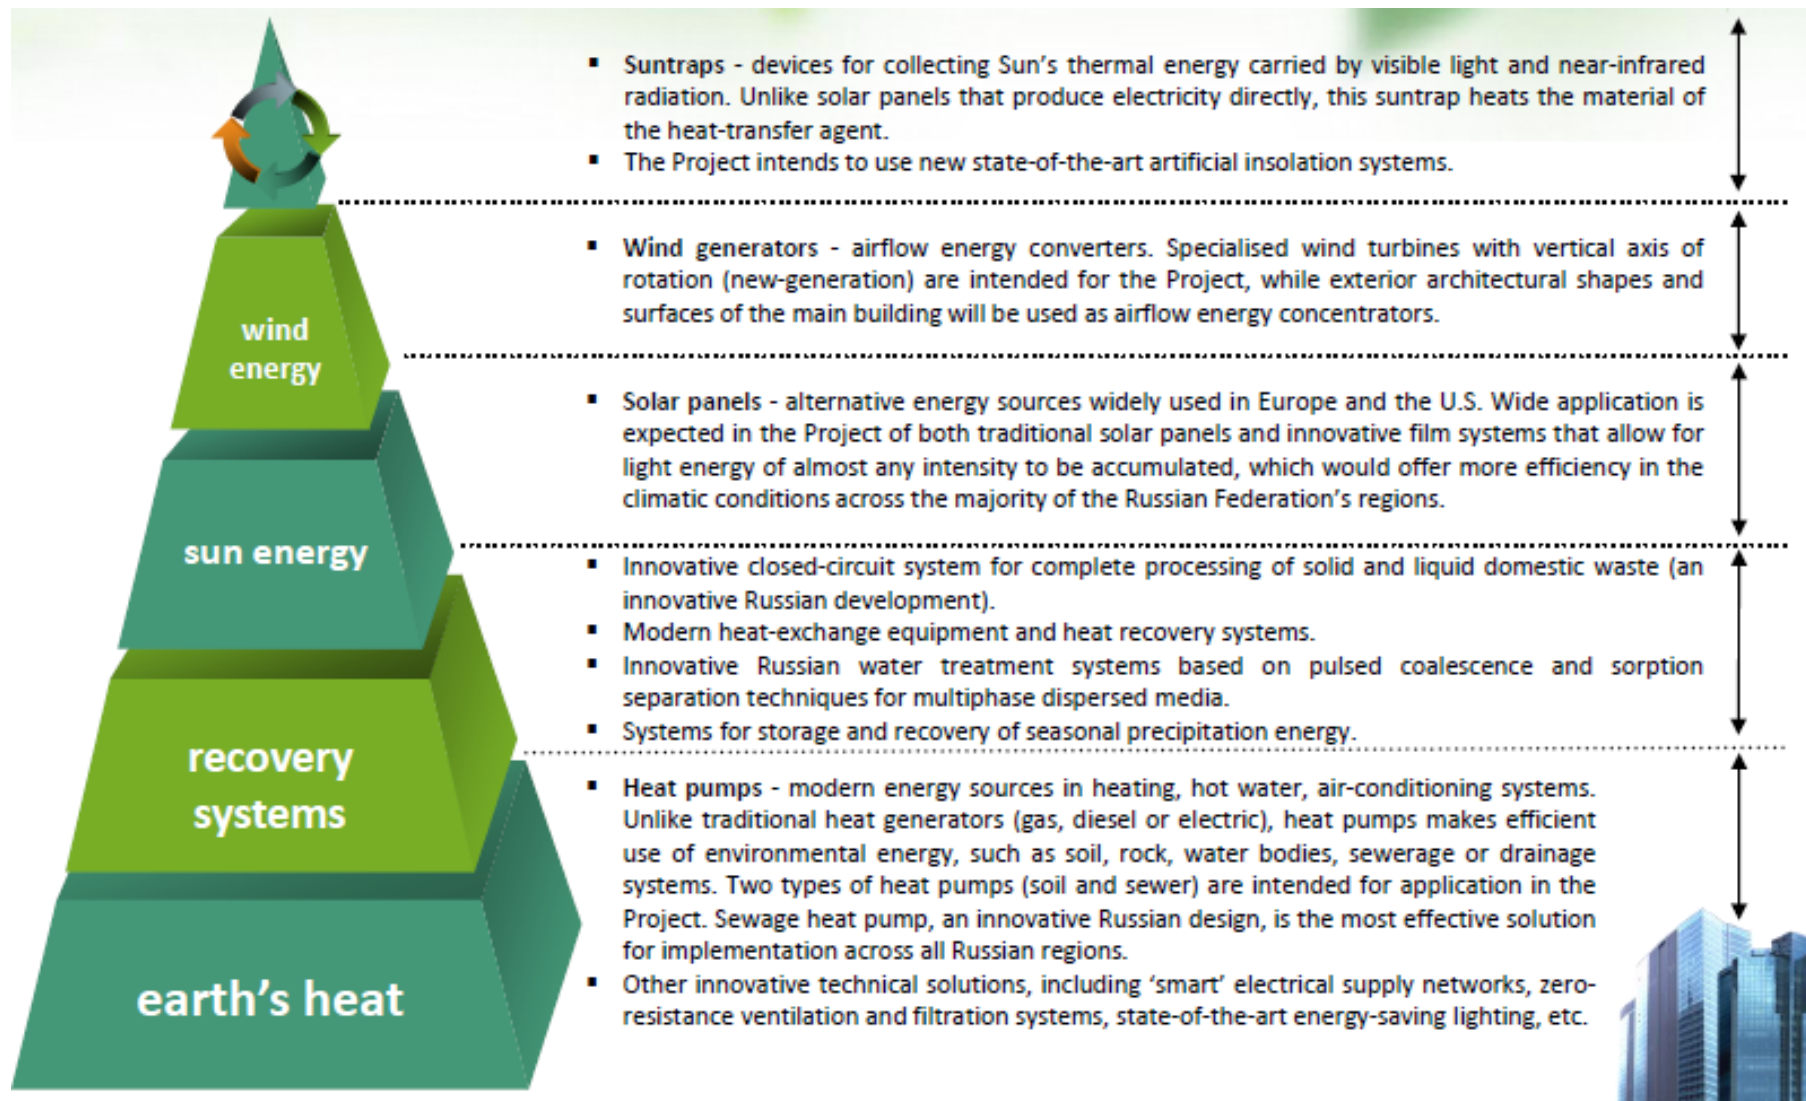 ▪ Suntraps - devices for collecting Sun's thermal energy carried by visible light and near-infrared
radiation. Unlike solar panels that produce electricity directly, this suntrap heats the material of
the heat-transfer agent.
▪ The Project intends to use new state-of-the-art artificial insolation systems.
wind
energy
▪ Wind generators - airflow energy converters. Specialised wind turbines with vertical axis of
rotation (new-generation) are intended for the Project, while exterior architectural shapes and
surfaces of the main building will be used as airflow energy concentrators.
sun energy
▪ Solar panels - alternative energy sources widely used in Europe and the U.S. Wide application is
expected in the Project of both traditional solar panels and innovative film systems that allow for
light energy of almost any intensity to be accumulated, which would offer more efficiency in the
climatic conditions across the majority of the Russian Federation's regions.
recovery
systems
▪ Innovative closed-circuit system for complete processing of solid and liquid domestic waste (an
innovative Russian development).
▪ Modern heat-exchange equipment and heat recovery systems.
▪ Innovative Russian water treatment systems based on pulsed coalescence and sorption
separation techniques for multiphase dispersed media.
▪ Systems for storage and recovery of seasonal precipitation energy.
earth's heat
▪ Heat pumps - modern energy sources in heating, hot water, air-conditioning systems.
Unlike traditional heat generators (gas, diesel or electric), heat pumps makes efficient
use of environmental energy, such as soil, rock, water bodies, sewerage or drainage
systems. Two types of heat pumps (soil and sewer) are intended for application in the
Project. Sewage heat pump, an innovative Russian design, is the most effective solution
for implementation across all Russian regions.
▪ Other innovative technical solutions, including ‘smart’ electrical supply networks, zero-
resistance ventilation and filtration systems, state-of-the-art energy-saving lighting, etc.